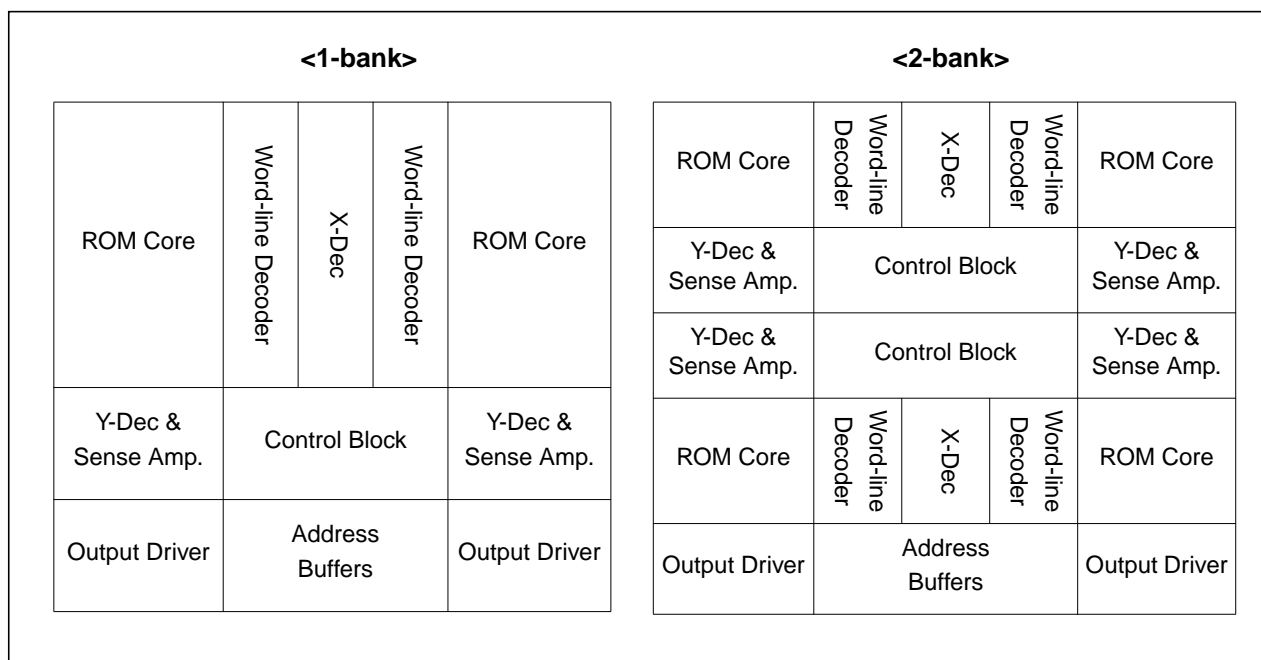 <1-bank>
ROM Core
Word-line Decoder
X-Dec
Word-line Decoder
ROM Core
Y-Dec &
Sense Amp.
Control Block
Y-Dec &
Sense Amp.
Output Driver
Address
Buffers
Output Driver
<2-bank>
ROM Core
Word-line
Decoder
X-Dec
Word-line
Decoder
ROM Core
Y-Dec &
Sense Amp.
Control Block
Y-Dec &
Sense Amp.
Y-Dec &
Sense Amp.
Control Block
Y-Dec &
Sense Amp.
ROM Core
Word-line
Decoder
X-Dec
Word-line
Decoder
ROM Core
Output Driver
Address
Buffers
Output Driver